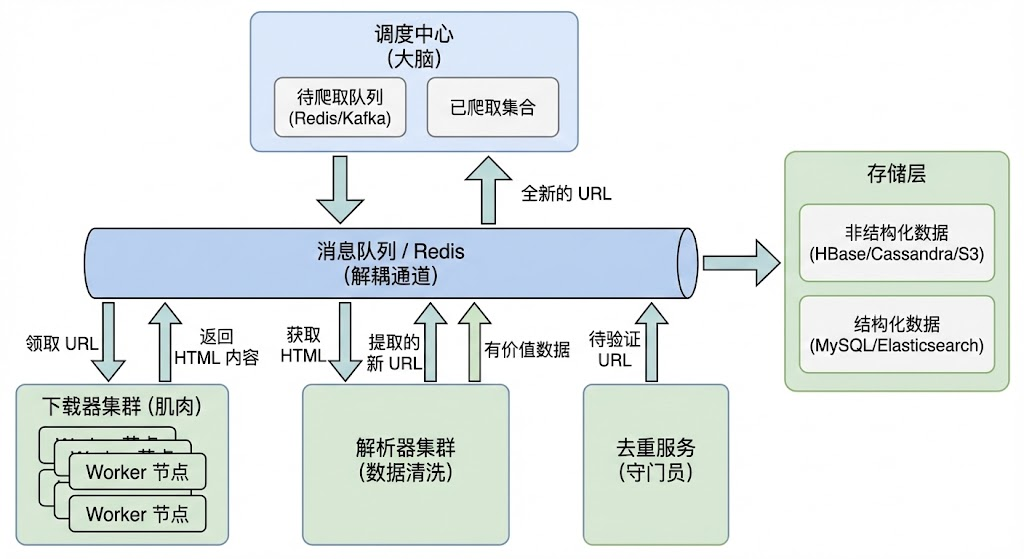 调度中心
(大脑)
待爬取队列
(Redis/Kafka)
已爬取集合
全新的 URL
消息队列 / Redis
(解耦通道)
存储层
非结构化数据
(HBase/Cassandra/S3)
结构化数据
(MySQL/Elasticsearch)
领取 URL
返回
HTML 内容
获取
HTML
提取的
新 URL
有价值数据
待验证
URL
下载器集群 (肌肉)
Worker 节点
Worker 节点
解析器集群
(数据清洗)
去重服务
(守门员)